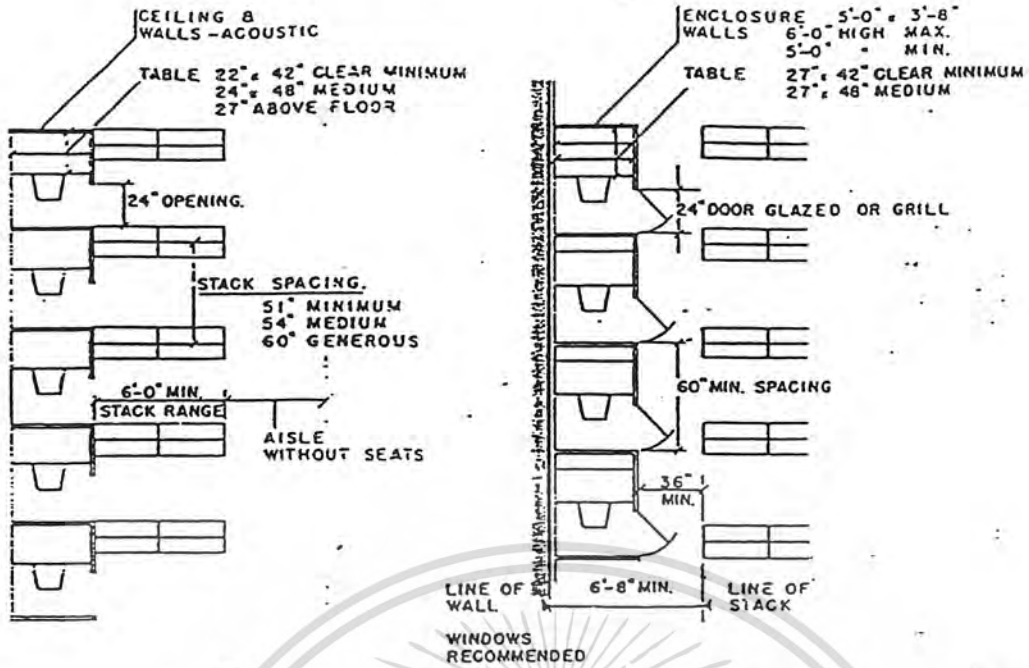 CEILING &
WALLS - ACOUSTIC
TABLE 22" x 42" CLEAR MINIMUM
24" x 48" MEDIUM
27" ABOVE FLOOR
24" OPENING.
STACK SPACING.
51" MINIMUM
54" MEDIUM
60" GENEROUS
6'-0" MIN.
STACK RANGE
AISLE
WITHOUT SEATS
ENCLOSURE 5'-0" x 3'-8"
WALLS 6'-0" HIGH MAX.
5'-0" " MIN.
TABLE 27" x 42" CLEAR MINIMUM
27" x 48" MEDIUM
24" DOOR GLAZED OR GRILL
60" MIN. SPACING
36"
MIN.
LINE OF
WALL
6'-8" MIN.
LINE OF
STACK
WINDOWS
RECOMMENDED